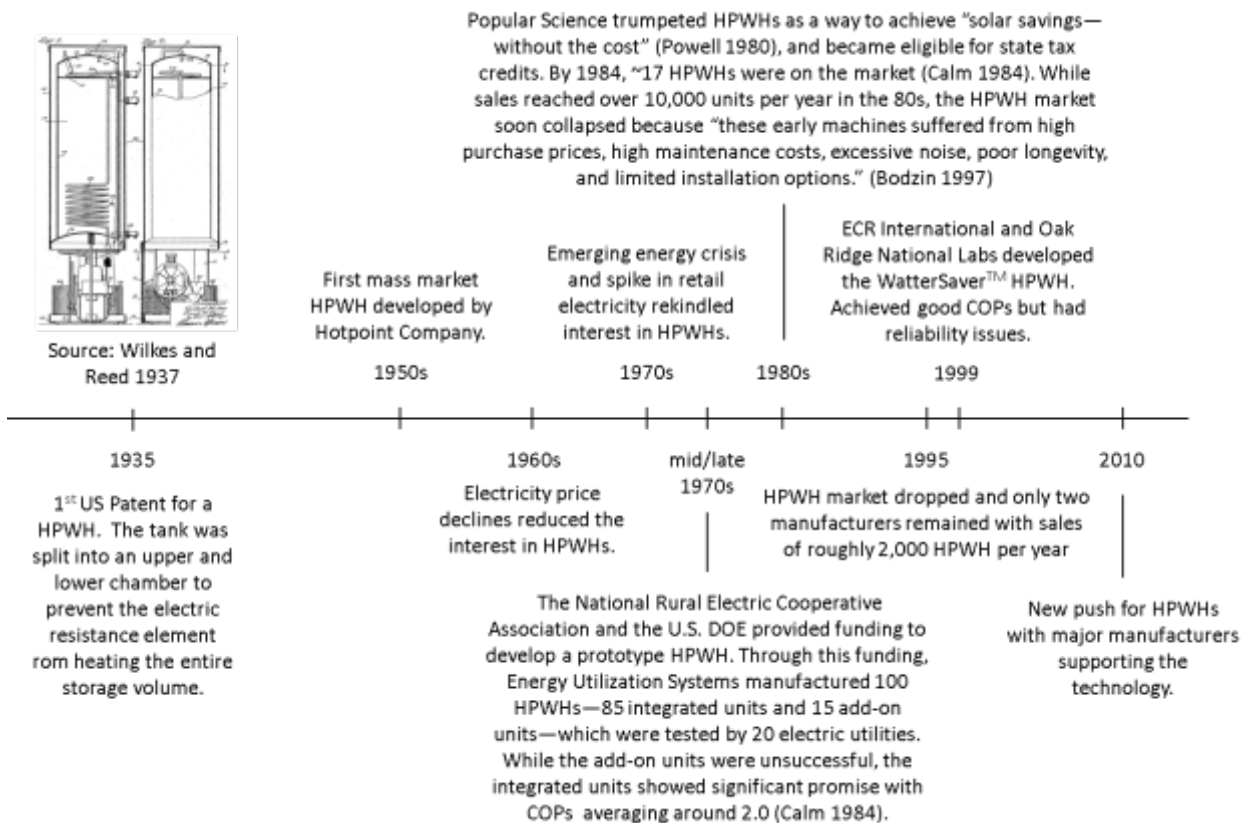 Popular Science trumpeted HPWHs as a way to achieve “solar savings—
without the cost” (Powell 1980), and became eligible for state tax
credits. By 1984, ~17 HPWHs were on the market (Calm 1984). While
sales reached over 10,000 units per year in the 80s, the HPWH market
soon collapsed because “these early machines suffered from high
purchase prices, high maintenance costs, excessive noise, poor longevity,
and limited installation options.” (Bodzin 1997)
Source: Wilkes and
Reed 1937
First mass market
HPWH developed by
Hotpoint Company.
1950s
Emerging energy crisis
and spike in retail
electricity rekindled
interest in HPWHs.
1970s
1980s
ECR International and Oak
Ridge National Labs developed
the WatterSaver™ HPWH.
Achieved good COPs but had
reliability issues.
1999
1935
1st US Patent for a
HPWH. The tank was
split into an upper and
lower chamber to
prevent the electric
resistance element
rom heating the entire
storage volume.
1960s
Electricity price
declines reduced the
interest in HPWHs.
mid/late
1970s
The National Rural Electric Cooperative
Association and the U.S. DOE provided funding to
develop a prototype HPWH. Through this funding,
Energy Utilization Systems manufactured 100
HPWHs—85 integrated units and 15 add-on
units—which were tested by 20 electric utilities.
While the add-on units were unsuccessful, the
integrated units showed significant promise with
COPs averaging around 2.0 (Calm 1984).
1995
HPWH market dropped and only two
manufacturers remained with sales
of roughly 2,000 HPWH per year
2010
New push for HPWHs
with major manufacturers
supporting the
technology.